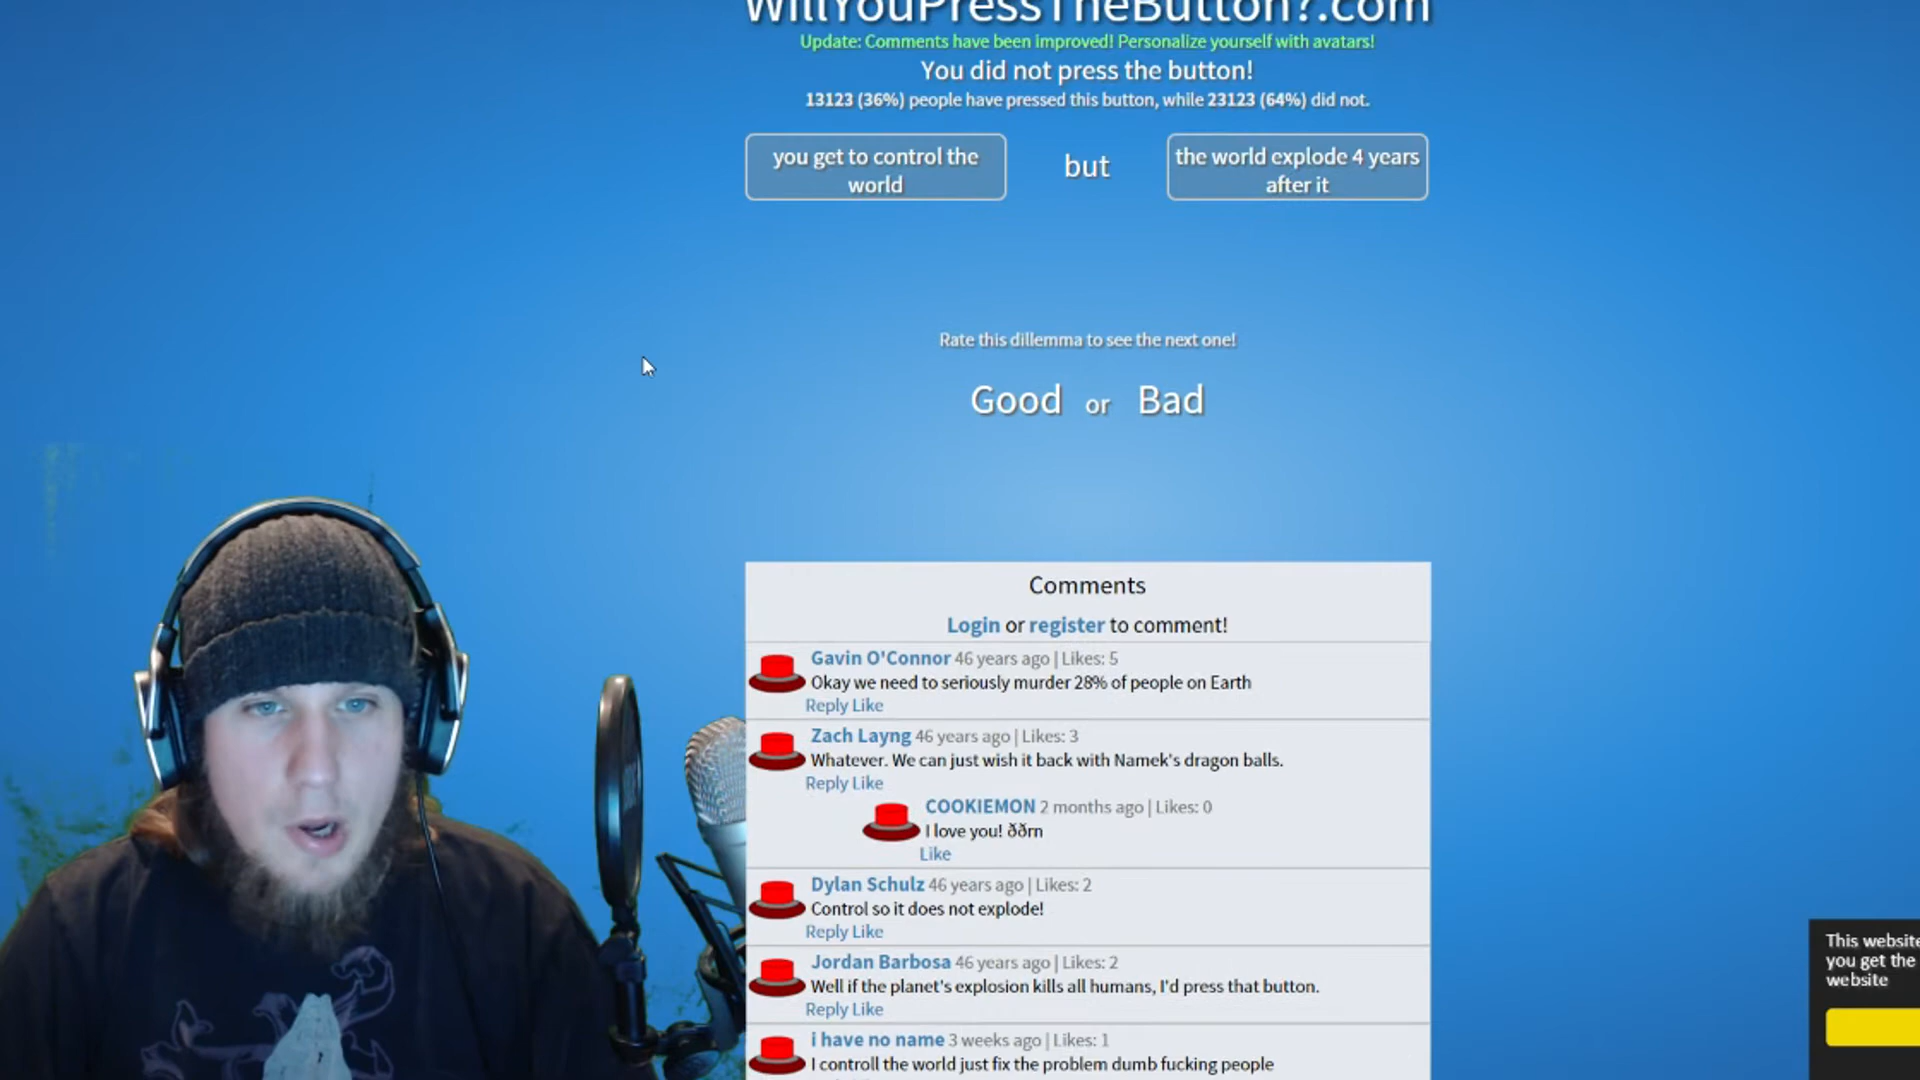 WillYouPressTheButton?.com
Update: Comments have been improved! Personalize yourself with avatars!
You did not press the button!
13123 (36%) people have pressed this button, while 23123 (64%) did not.
you get to control the
world
but
the world explode 4 years
after it
Rate this dillemma to see the next one!
Good or Bad
Comments
Login or register to comment!
Gavin O'Connor 46 years ago | Likes: 5
Okay we need to seriously murder 28% of people on Earth
Reply Like
Zach Layng 46 years ago | Likes: 3
Whatever. We can just wish it back with Namek's dragon balls.
Reply Like
COOKIEMON 2 months ago | Likes: 0
I love you! ððrn
Like
Dylan Schulz 46 years ago | Likes: 2
Control so it does not explode!
Reply Like
Jordan Barbosa 46 years ago | Likes: 2
Well if the planet's explosion kills all humans, I'd press that button.
Reply Like
i have no name 3 weeks ago | Likes: 1
I controll the world just fix the problem dumb fucking people
This website
you get the
website